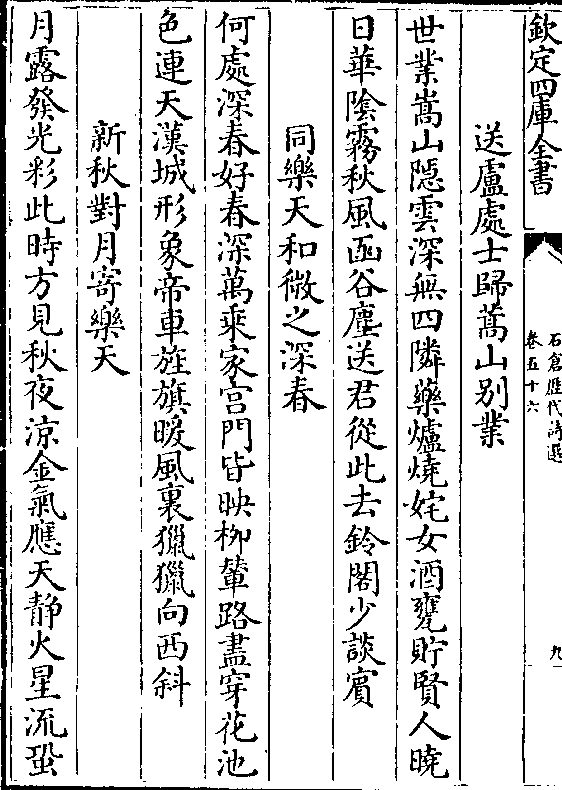 欽定四庫全書
石倉歷代詩選
卷五十六
九
送盧處士歸嵩山別業
世業嵩山隠雲深無四隣藥爐燒姹女酒甕貯賢人曉
日華陰霧秋風函谷塵送君從此去鈴閣少談賓
同樂天和微之深春
何處深春好春深萬乘家宫門皆映柳輦路盡穿花池
色連天漢城形象帝車旌旗暖風裏獵獵向西斜
新秋對月寄樂天
月露發光彩此時方見秋夜涼金氣應天静火星流蛩